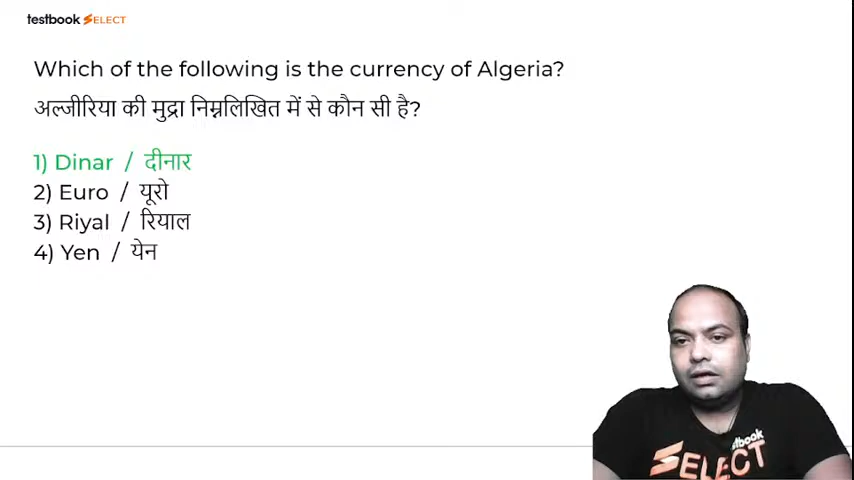 testbook SELECT
Which of the following is the currency of Algeria?
अल्जीरिया की मुद्रा निम्नलिखित में से कौन सी है?
1) Dinar / दीनार
2) Euro / यूरो
3) Riyal / रियाल
4) Yen / येन
testbook
SELECT